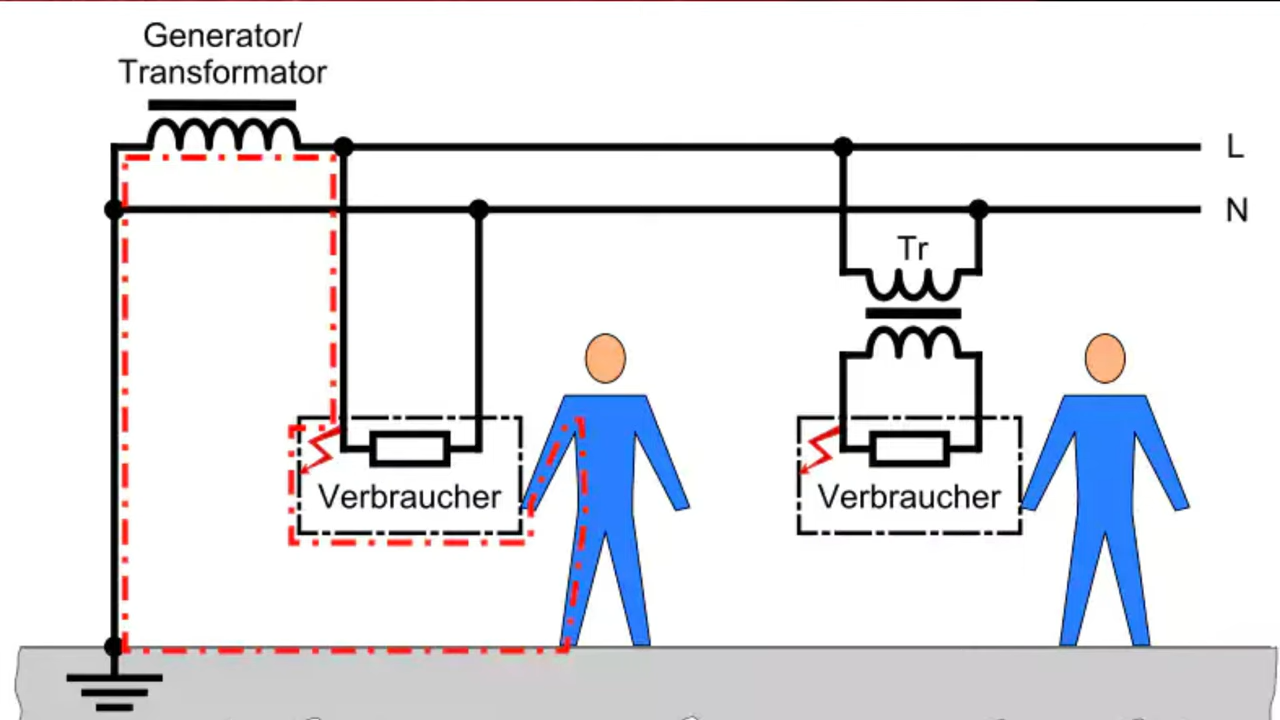 Generator/
Transformator
L
N
Tr
Verbraucher
Verbraucher